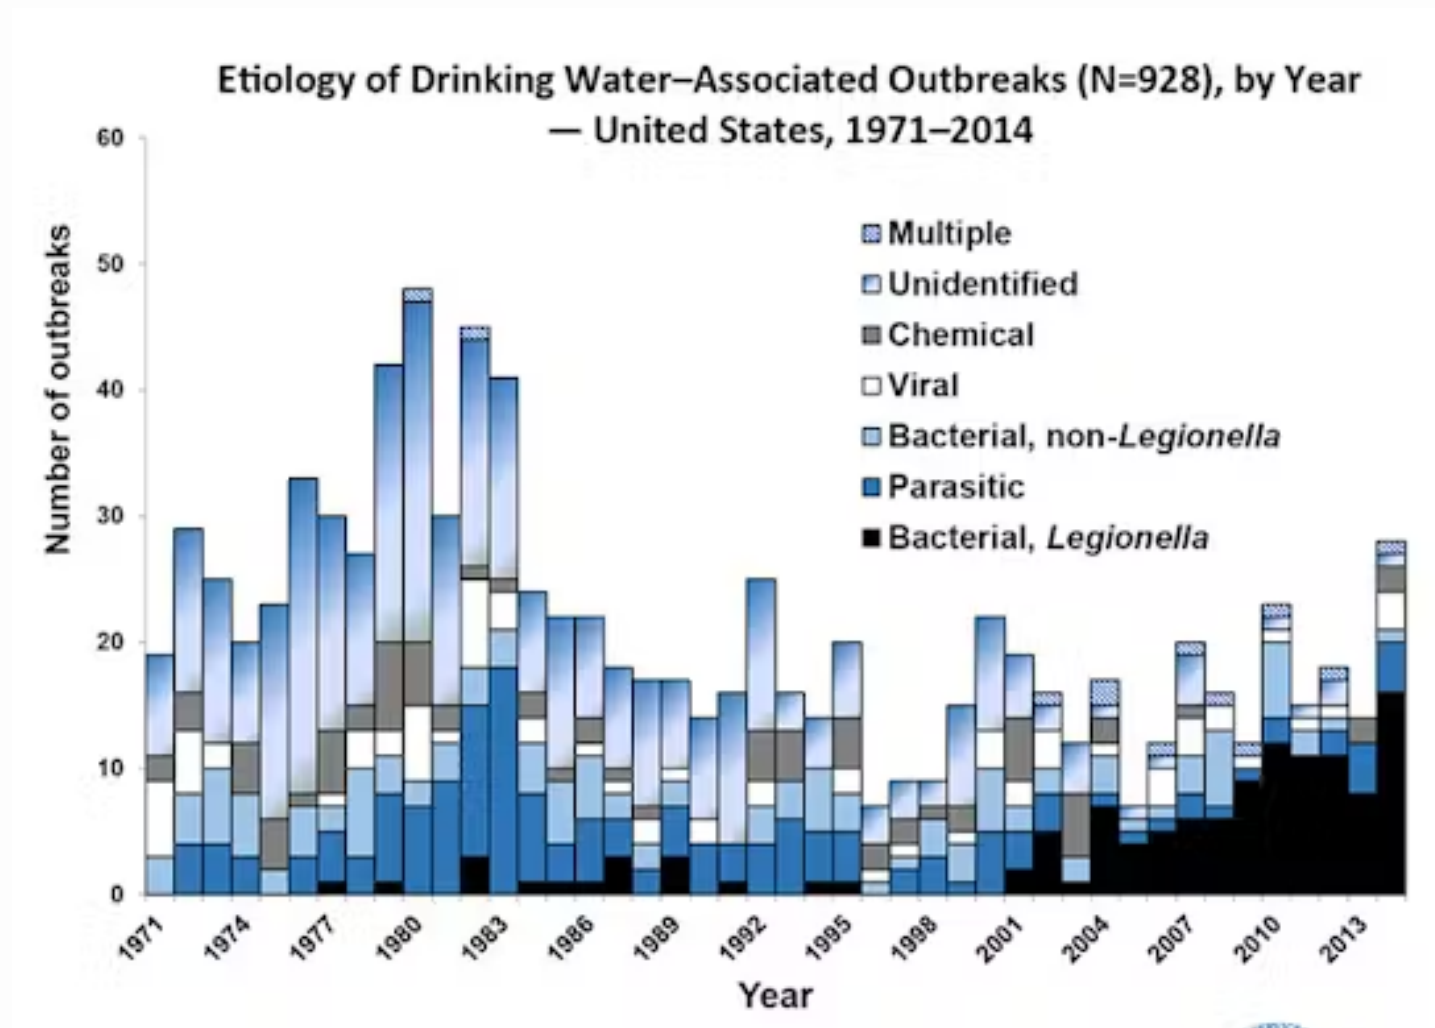 Etiology of Drinking Water–Associated Outbreaks (N=928), by Year
— United States, 1971–2014
Number of outbreaks
60
50
40
30
20
10
0
Multiple
Unidentified
Chemical
Viral
Bacterial, non-Legionella
Parasitic
Bacterial, Legionella
1971
1974
1977
1980
1983
1986
1989
1992
1995
1998
2001
2004
2007
2010
2013
Year